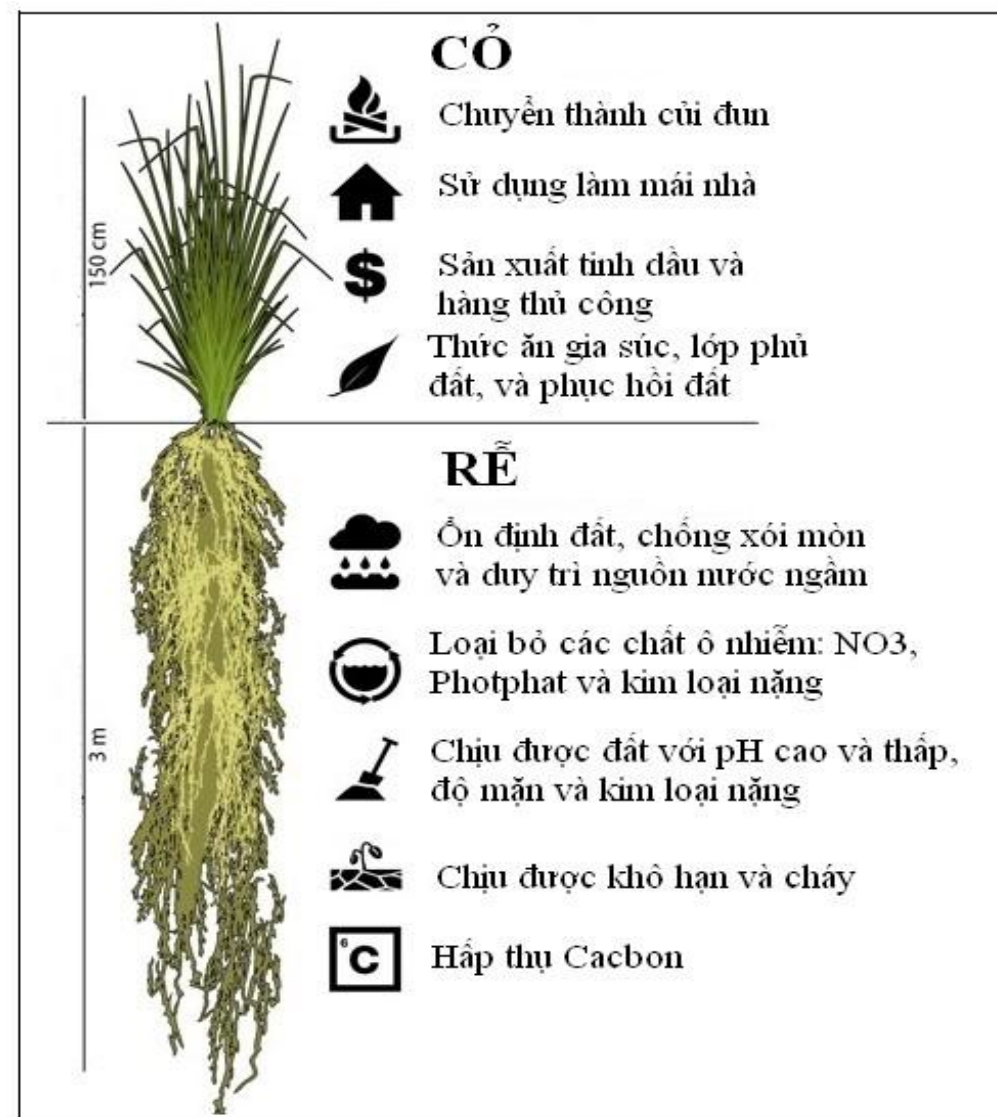 CỎ
Chuyển thành củi đun
Sử dụng làm mái nhà
$
Sản xuất tinh dầu và
hàng thủ công
Thức ăn gia súc, lớp phủ
đất, và phục hồi đất
150 cm
RỄ
Ổn định đất, chống xói mòn
và duy trì nguồn nước ngầm
Loại bỏ các chất ô nhiễm: NO3,
Photphat và kim loại nặng
Chịu được đất với pH cao và thấp,
độ mặn và kim loại nặng
3 m
Chịu được khô hạn và cháy
6
C
Hấp thụ Cacbon